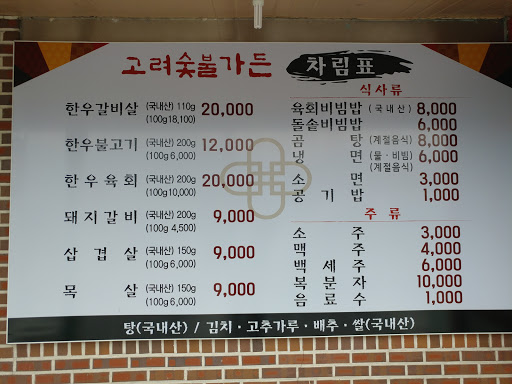 고려숯불가든 차림표
한우갈비살 (국내산) 110g 20,000
(100g 18,100)
한우불고기 (국내산) 200g 12,000
(100g 6,000)
한우육회 (국내산) 200g 20,000
(100g 10,000)
돼지갈비 (국내산) 200g 9,000
(100g 4,500)
삼겹살 (국내산) 150g 9,000
(100g 6,000)
목살 (국내산) 150g 9,000
(100g 6,000)
식사류
육회비빔밥 (국내산) 8,000
돌솥비빔밥 6,000
곰탕 (계절음식) 8,000
냉면 (물·비빔) 6,000
(계절음식)
소면 3,000
공기밥 1,000
주류
소주 3,000
맥주 4,000
백세주 6,000
복분자 10,000
음료수 1,000
탕(국내산) / 김치·고추가루·배추·쌀(국내산)